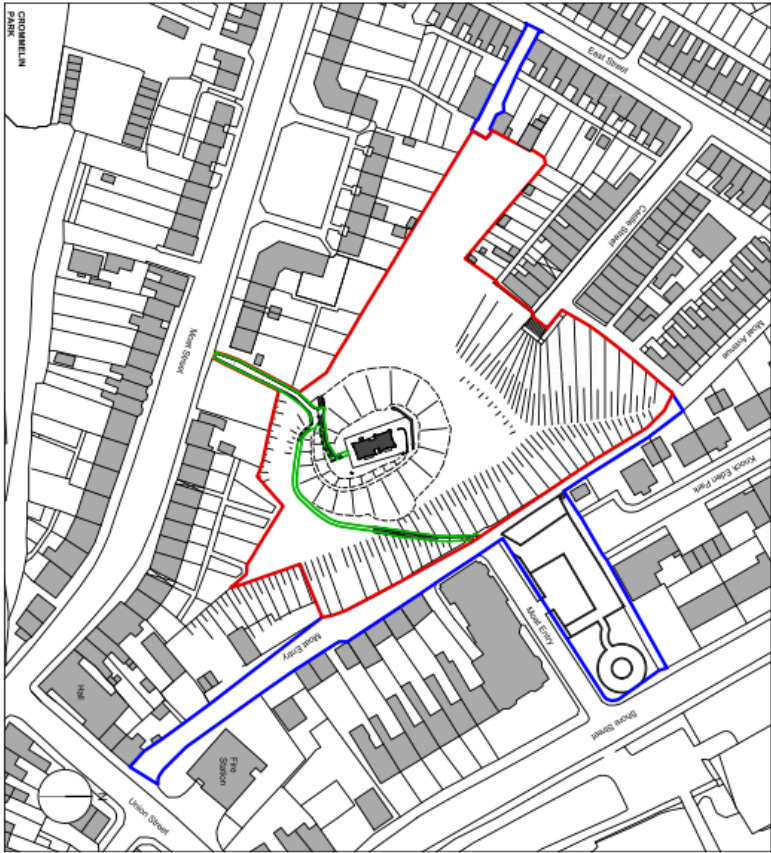 CROMMELIN
PARK
East Street
Castle Street
Moat Avenue
Knock Eden Park
Moat Street
Moat Entry
Moat Entry
Shore Street
Hall
Fire
Station
Union Street
N